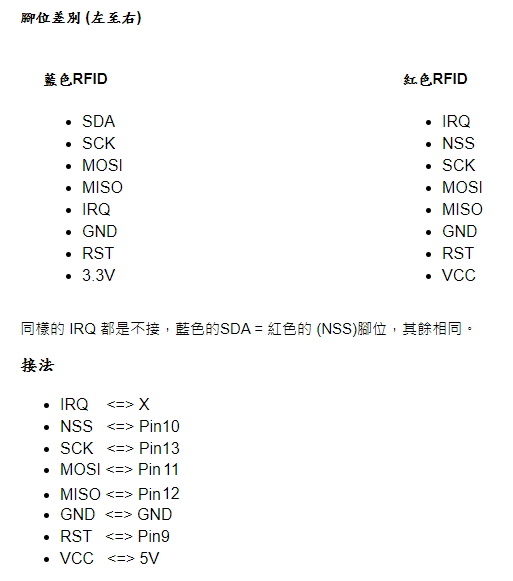 腳位差別 (左至右)
藍色RFID
• SDA
• SCK
• MOSI
• MISO
• IRQ
• GND
• RST
• 3.3V
紅色RFID
• IRQ
• NSS
• SCK
• MOSI
• MISO
• GND
• RST
• VCC
同樣的 IRQ 都是不接，藍色的SDA = 紅色的 (NSS)腳位，其餘相同。
接法
• IRQ <=> X
• NSS <=> Pin10
• SCK <=> Pin13
• MOSI <=> Pin11
• MISO <=> Pin12
• GND <=> GND
• RST <=> Pin9
• VCC <=> 5V